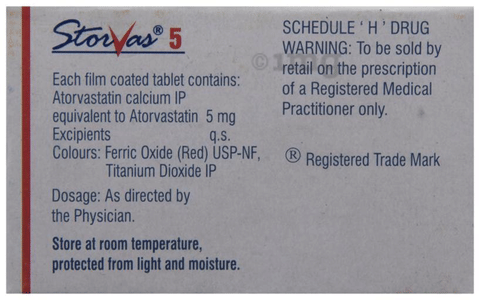 StorVas® 5
Each film coated tablet contains:
Atorvastatin calcium IP
equivalent to Atorvastatin 5 mg
Excipients q.s.
Colours: Ferric Oxide (Red) USP-NF,
Titanium Dioxide IP
Dosage: As directed by
the Physician.
Store at room temperature,
protected from light and moisture.
SCHEDULE ‘ H ’ DRUG
WARNING: To be sold by
retail on the prescription
of a Registered Medical
Practitioner only.
® Registered Trade Mark
©1mg